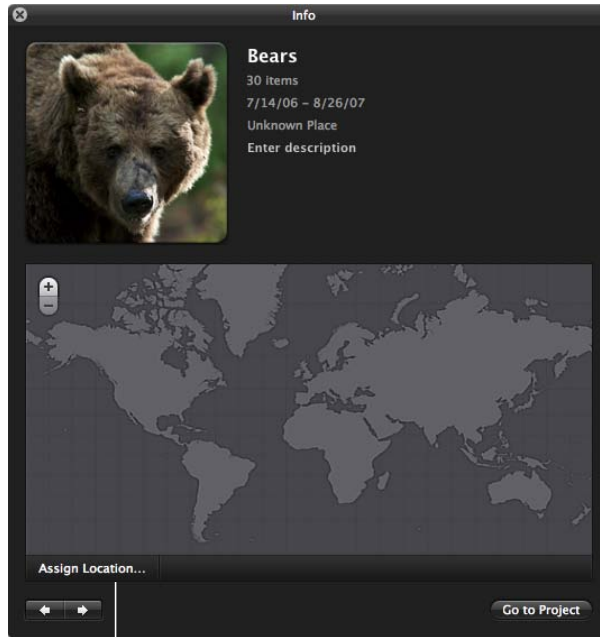 Info
Bears
30 items
7/14/06 – 8/26/07
Unknown Place
Enter description
Assign Location...
Go to Project